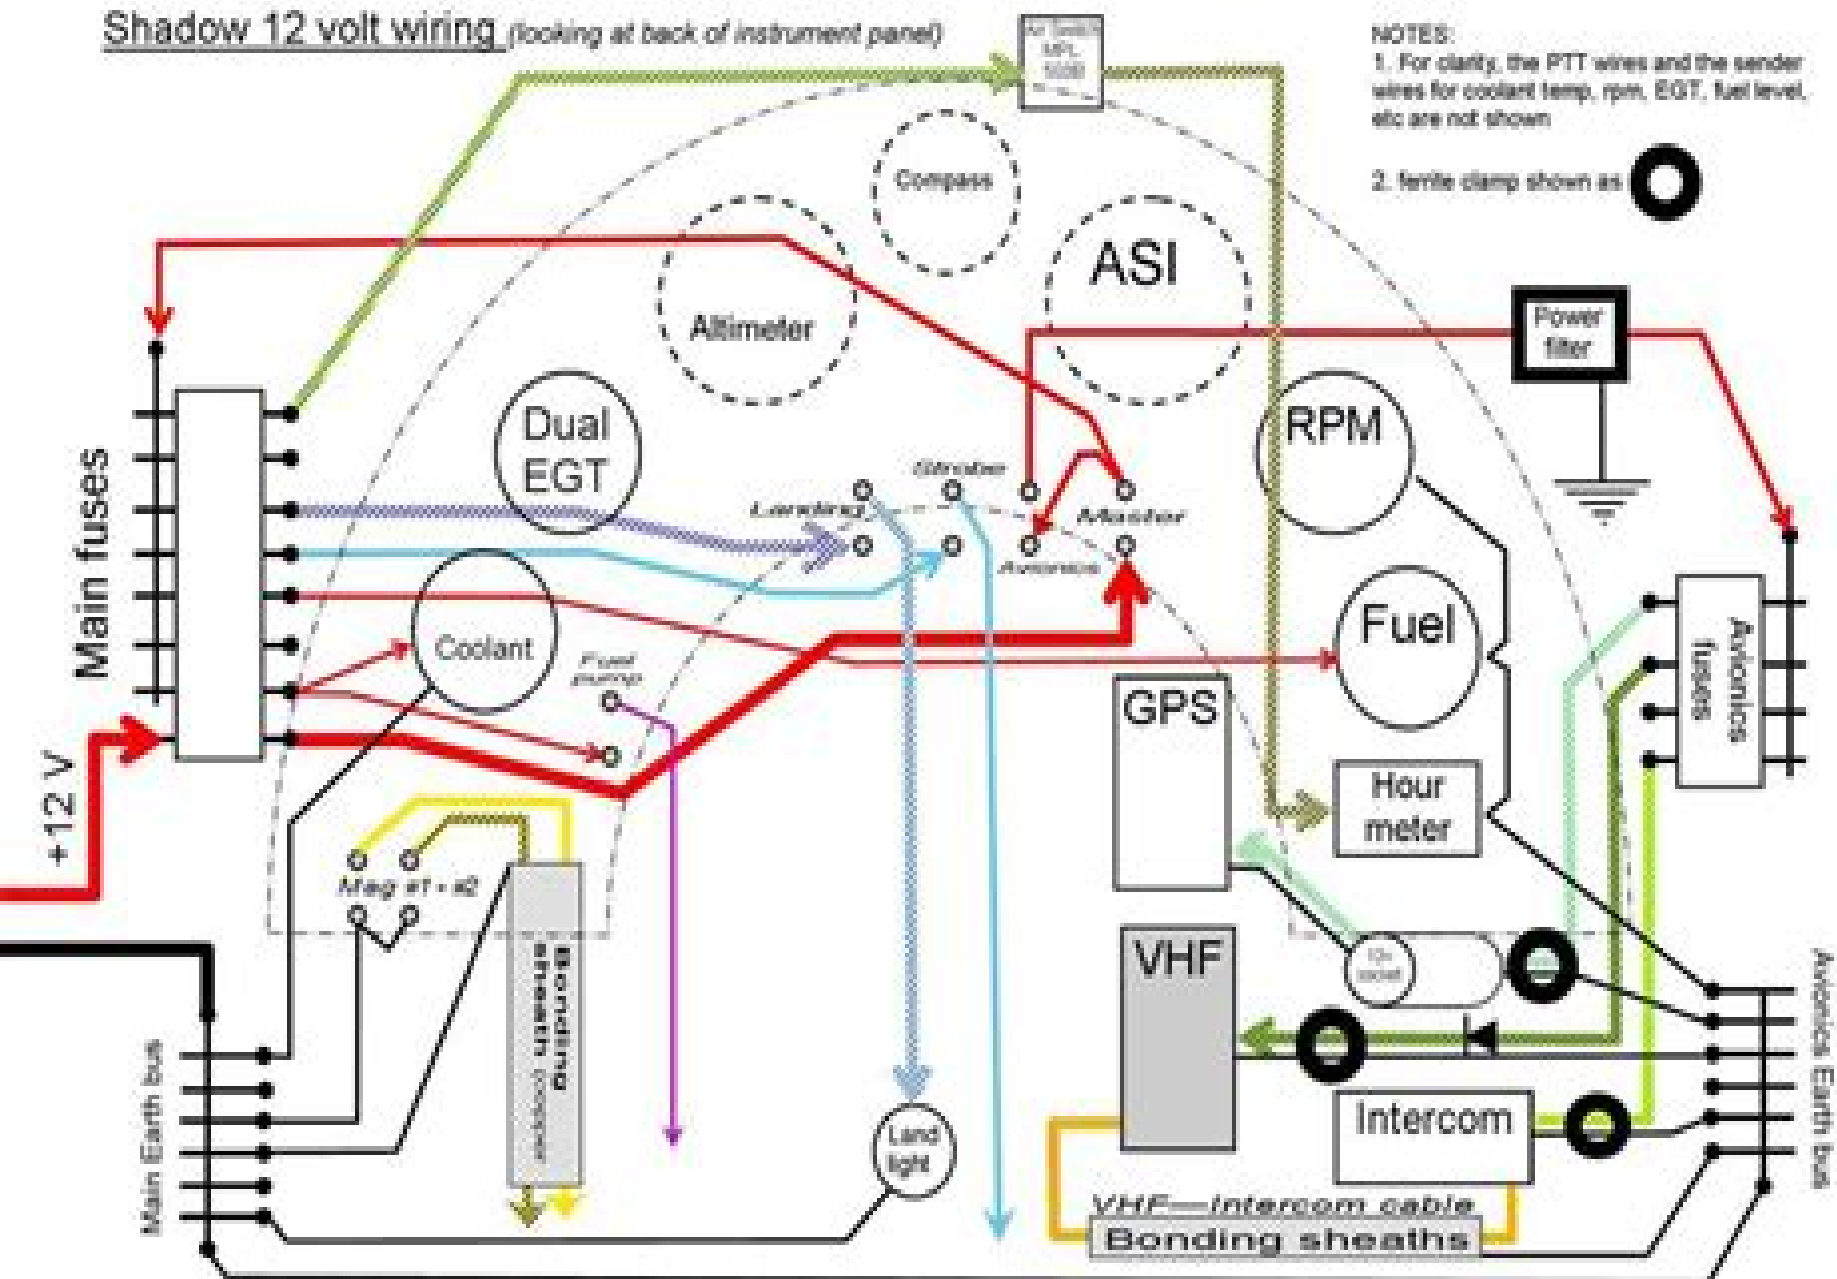 Shadow 12 volt wiring (looking at back of instrument panel)
NOTES:
1. For clarity, the PTT wires and the sender
wires for coolant temp, rpm, EGT, fuel level,
etc are not shown
2. ferrite clamp shown as
MPL
Compass
ASI
Altimeter
Power
filter
Dual
EGT
RPM
Strobe
Landing
Master
Avionics
Main fuses
Coolant
Fuel
pump
Fuel
Avionics
fuses
GPS
+12 V
Hour
meter
Mag #1 - #2
VHF
12v
socket
Bonding
sheath (copper
Main Earth bus
Avionics Earth bus
Land
light
Intercom
VHF—Intercom cable
Bonding sheaths